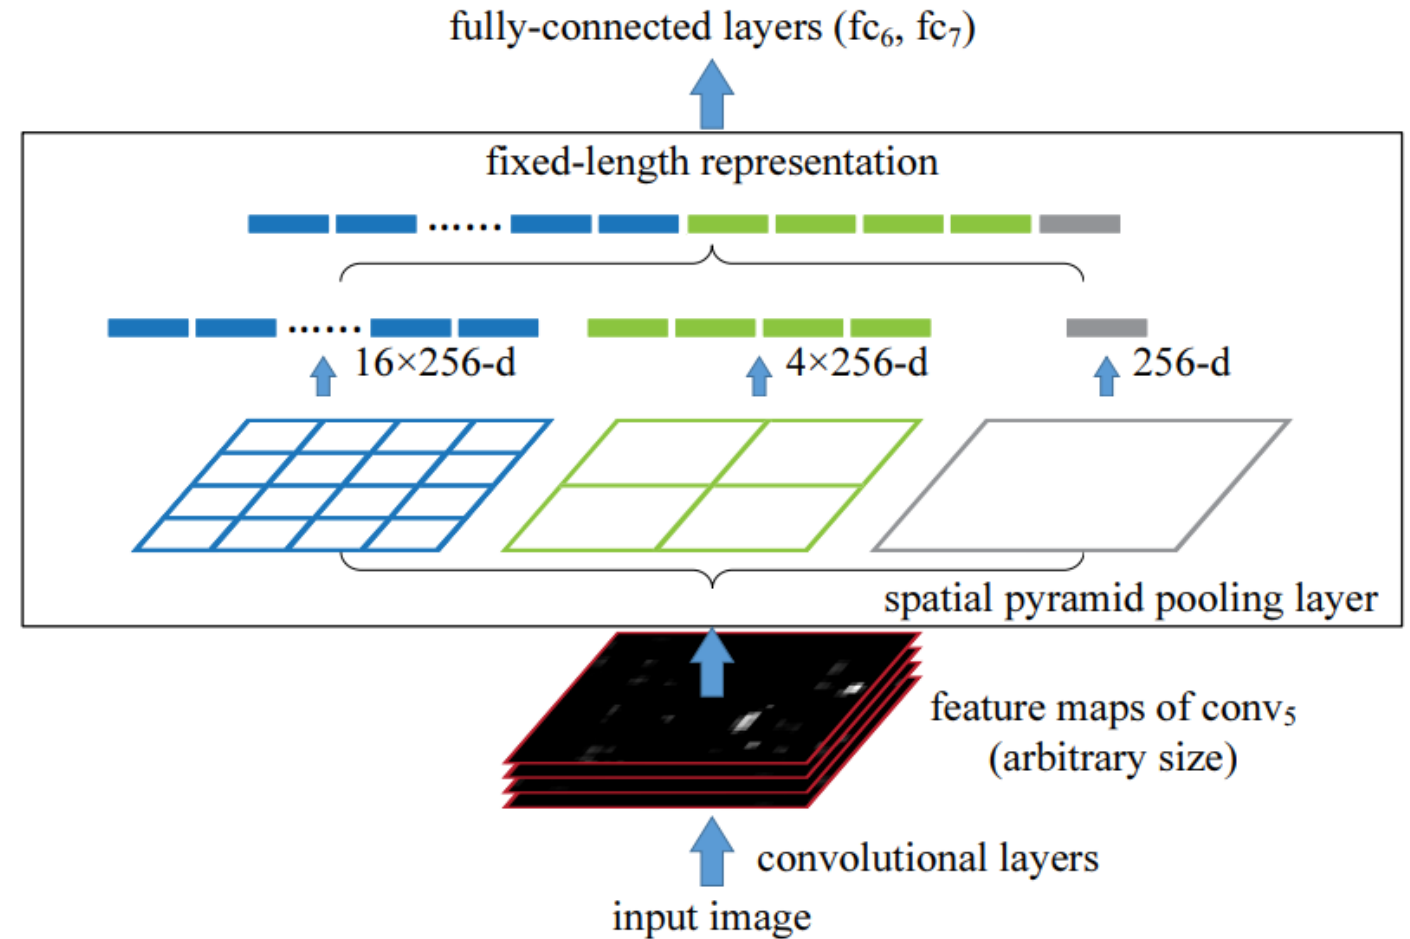 fully-connected layers (fc₆, fc₇)
fixed-length representation
......
......
16×256-d
4×256-d
256-d
spatial pyramid pooling layer
feature maps of conv₅
(arbitrary size)
convolutional layers
input image